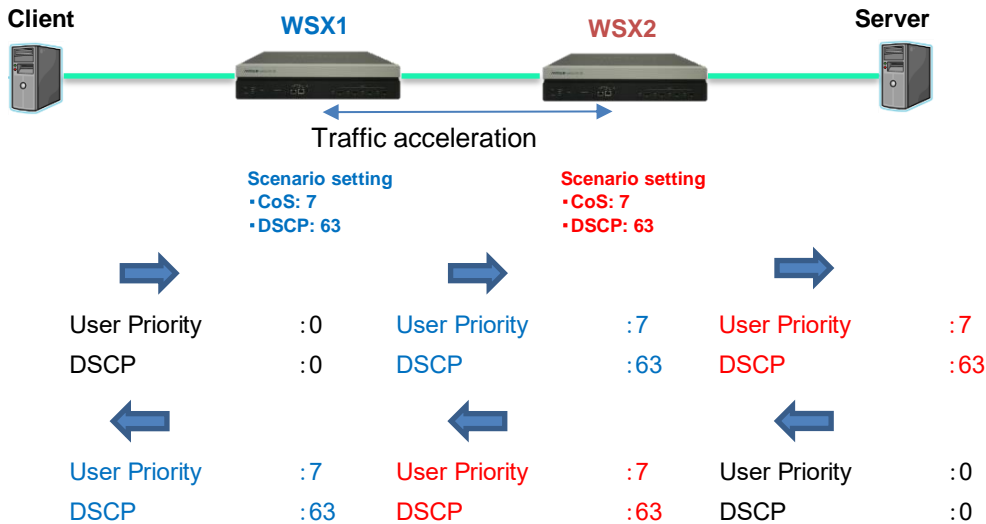 Client
WSX1
WSX2
Server
Traffic acceleration
Scenario setting
・CoS: 7
・DSCP: 63
Scenario setting
・CoS: 7
・DSCP: 63
User Priority :0 User Priority :7 User Priority :7
DSCP :0 DSCP :63 DSCP :63
User Priority :7 User Priority :7 User Priority :0
DSCP :63 DSCP :63 DSCP :0